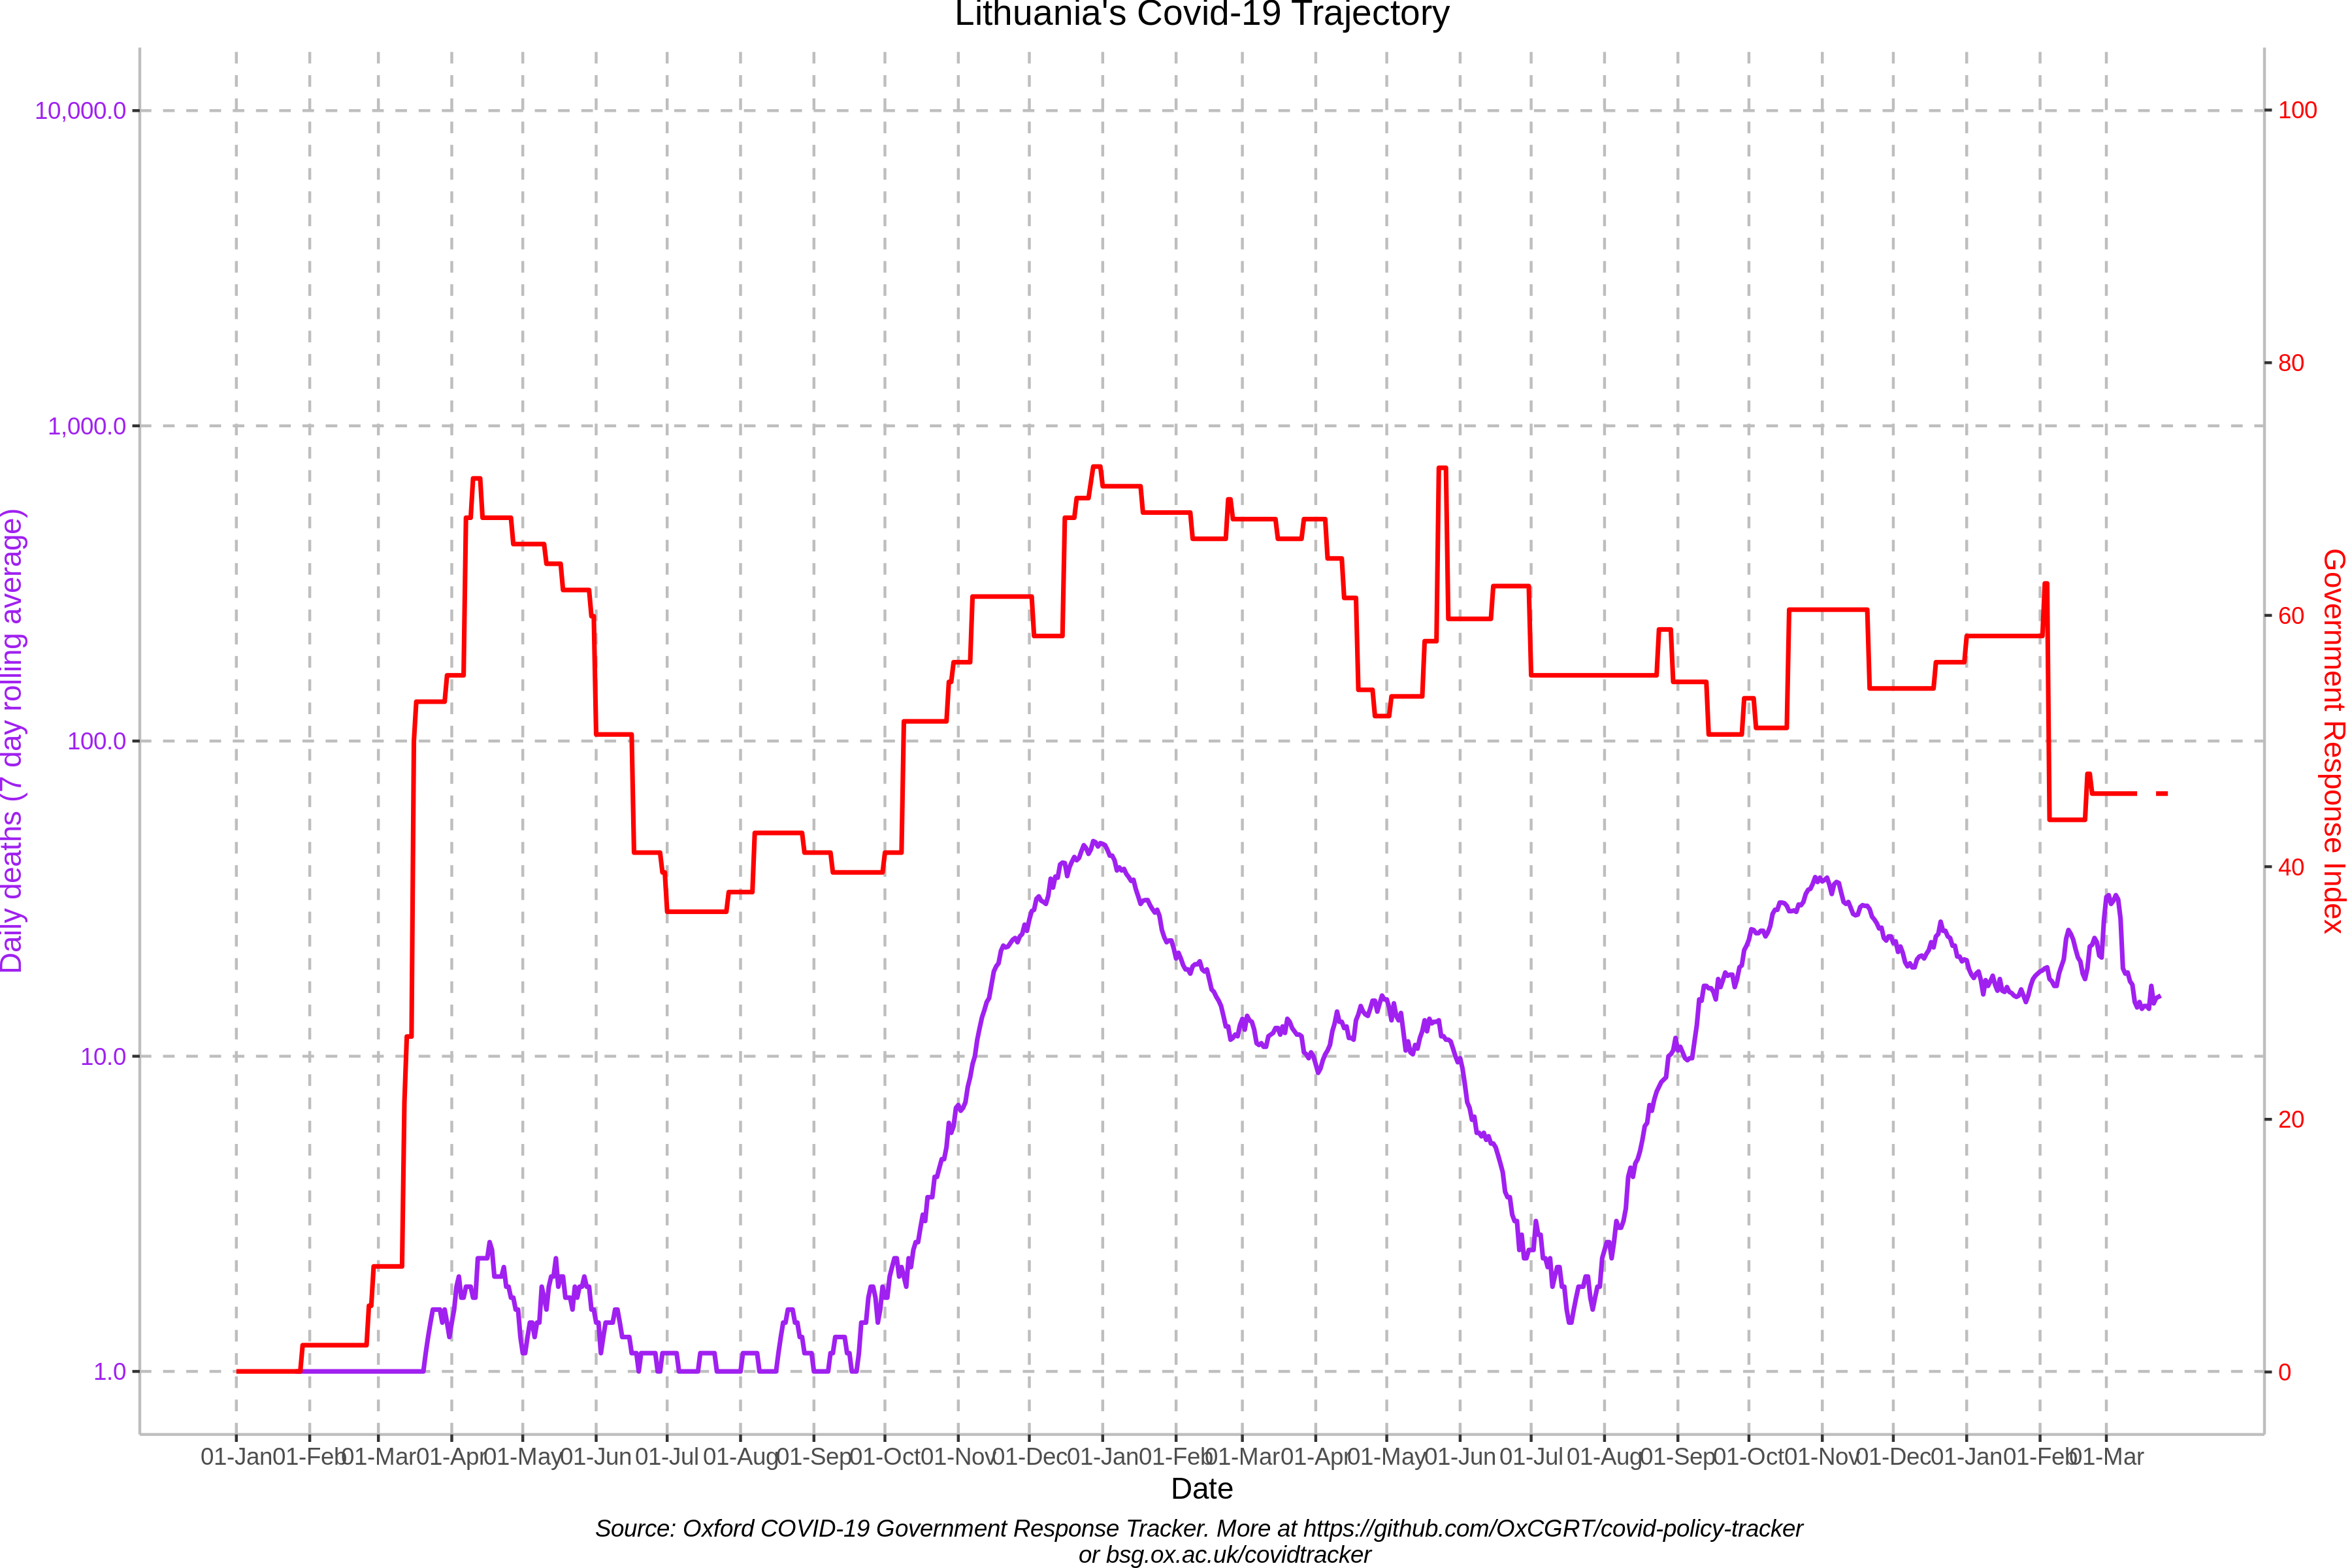 Lithuania's Covid-19 Trajectory
10,000.0
1,000.0
100.0
10.0
1.0
Daily deaths (7 day rolling average)
100
80
60
40
20
0
Government Response Index
01-Jan 01-Feb 01-Mar 01-Apr 01-May 01-Jun 01-Jul 01-Aug 01-Sep 01-Oct 01-Nov 01-Dec 01-Jan 01-Feb 01-Mar 01-Apr 01-May 01-Jun 01-Jul 01-Aug 01-Sep 01-Oct 01-Nov 01-Dec 01-Jan 01-Feb 01-Mar
Date
Source: Oxford COVID-19 Government Response Tracker. More at https://github.com/OxCGRT/covid-policy-tracker
or bsg.ox.ac.uk/covidtracker